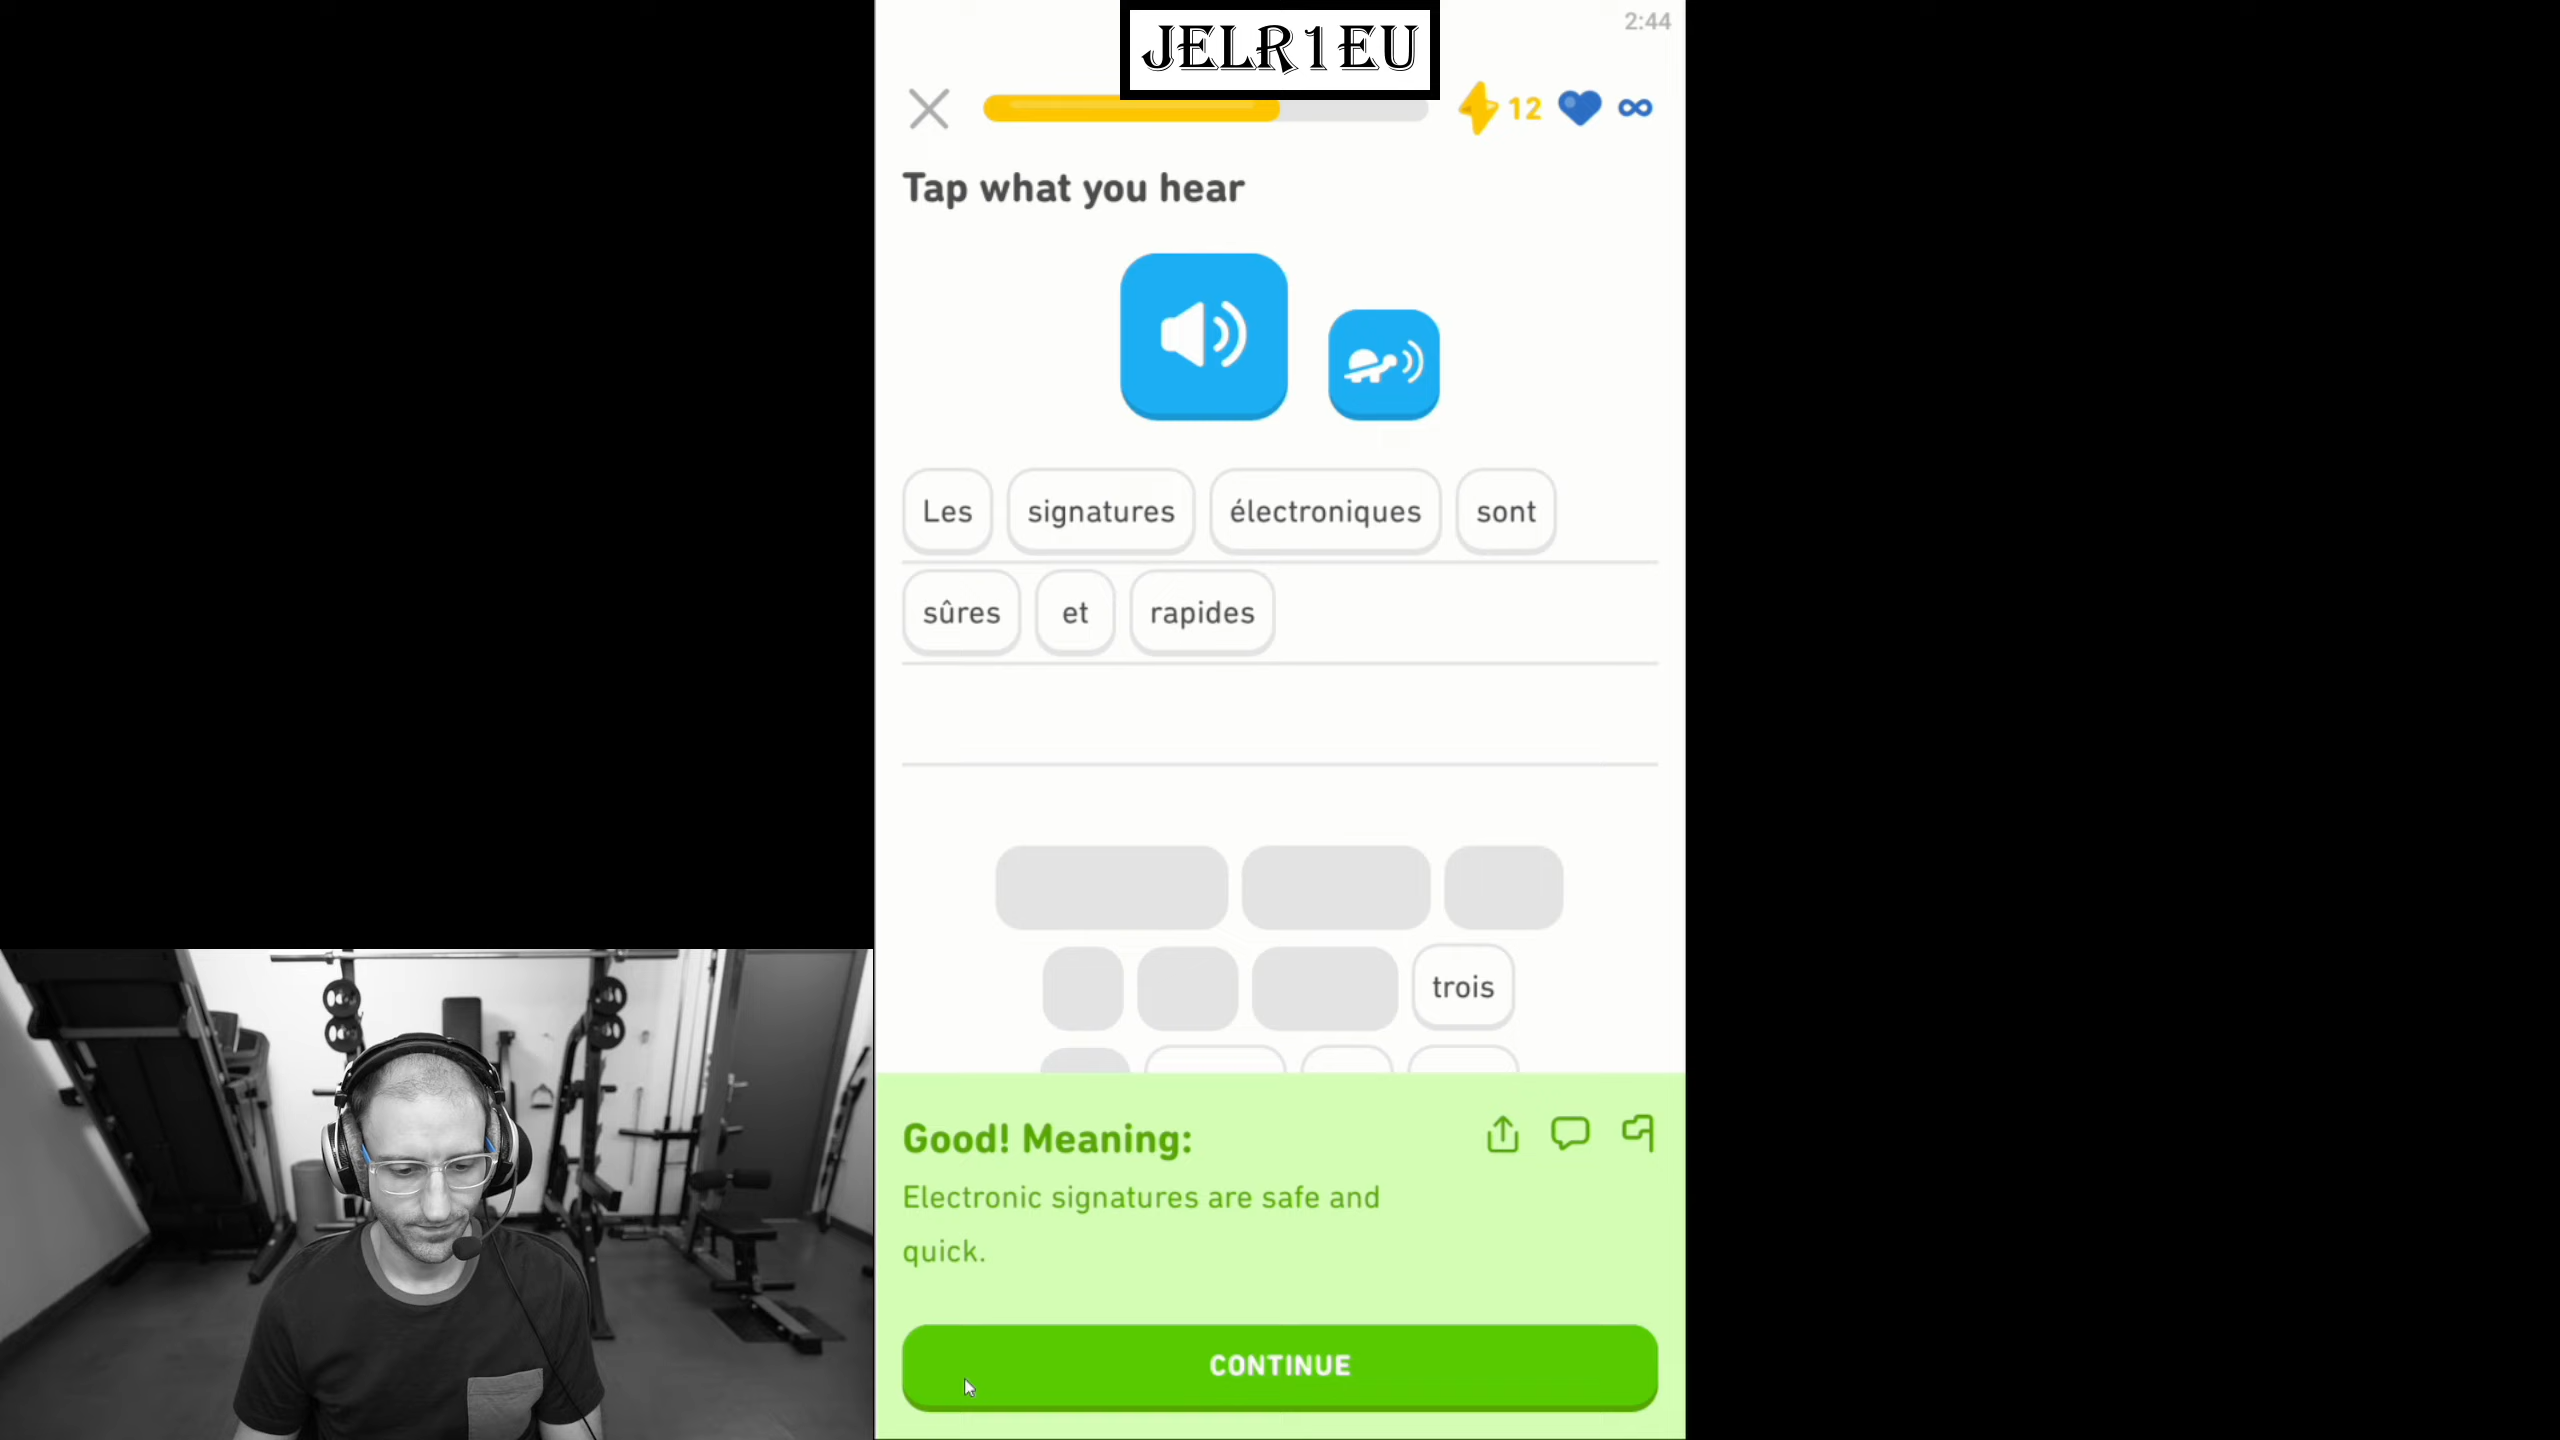 JELR1EU
2:44
12
Tap what you hear
Les signatures électroniques sont
sûres et rapides
trois
Good! Meaning:
Electronic signatures are safe and
quick.
CONTINUE